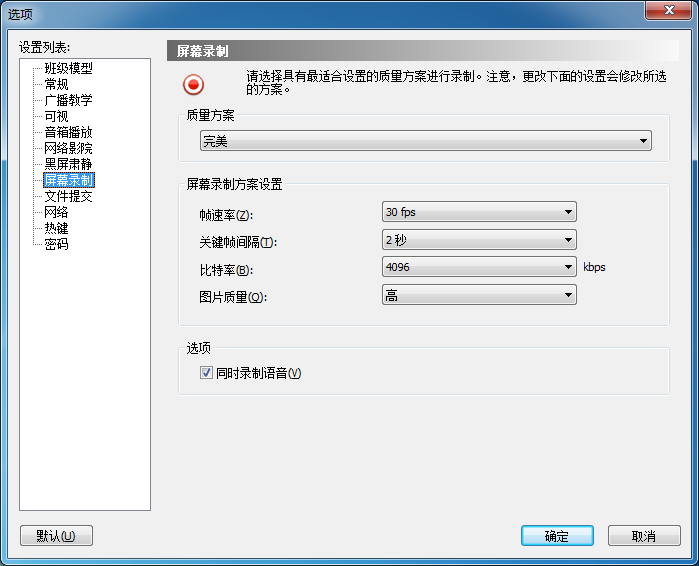 选项
设置列表:
班级模型
常规
广播教学
可视
音箱播放
网络影院
黑屏肃静
屏幕录制
文件提交
网络
热键
密码
屏幕录制
请选择具有最适合设置的质量方案进行录制。注意，更改下面的设置会修改所选
的方案。
质量方案
完美
屏幕录制方案设置
帧速率(Z): 30 fps
关键帧间隔(T): 2 秒
比特率(B): 4096 kbps
图片质量(Q): 高
选项
同时录制语音(V)
默认(U) 确定 取消